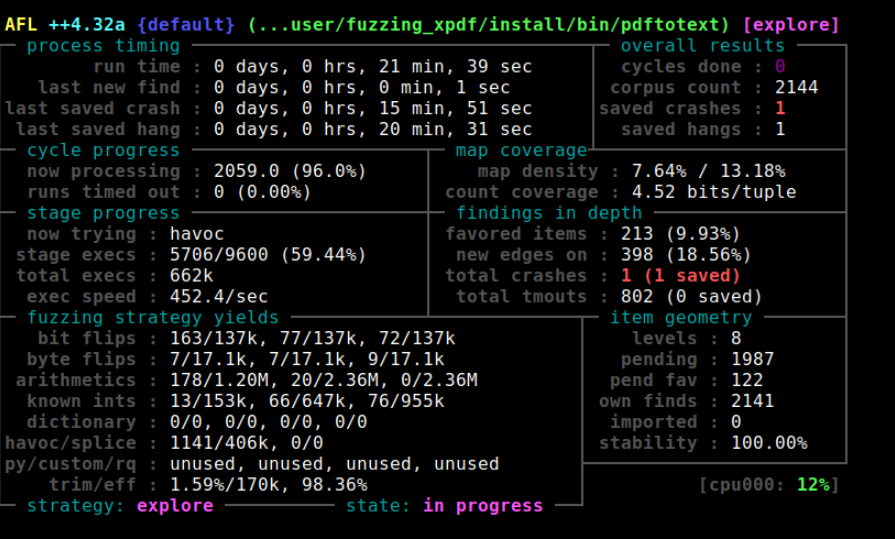 AFL ++4.32a {default} (...user/fuzzing_xpdf/install/bin/pdftotext) [explore]
process timing overall results
run time : 0 days, 0 hrs, 21 min, 39 sec cycles done : 0
last new find : 0 days, 0 hrs, 0 min, 1 sec corpus count : 2144
last saved crash : 0 days, 0 hrs, 15 min, 51 sec saved crashes : 1
last saved hang : 0 days, 0 hrs, 20 min, 31 sec saved hangs : 1
cycle progress map coverage
now processing : 2059.0 (96.0%) map density : 7.64% / 13.18%
runs timed out : 0 (0.00%) count coverage : 4.52 bits/tuple
stage progress findings in depth
now trying : havoc favored items : 213 (9.93%)
stage execs : 5706/9600 (59.44%) new edges on : 398 (18.56%)
total execs : 662k total crashes : 1 (1 saved)
exec speed : 452.4/sec total tmouts : 802 (0 saved)
fuzzing strategy yields item geometry
bit flips : 163/137k, 77/137k, 72/137k levels : 8
byte flips : 7/17.1k, 7/17.1k, 9/17.1k pending : 1987
arithmetics : 178/1.20M, 20/2.36M, 0/2.36M pend fav : 122
known ints : 13/153k, 66/647k, 76/955k own finds : 2141
dictionary : 0/0, 0/0, 0/0, 0/0 imported : 0
havoc/splice : 1141/406k, 0/0 stability : 100.00%
py/custom/rq : unused, unused, unused, unused
trim/eff : 1.59%/170k, 98.36% [cpu000: 12%]
strategy: explore state: in progress